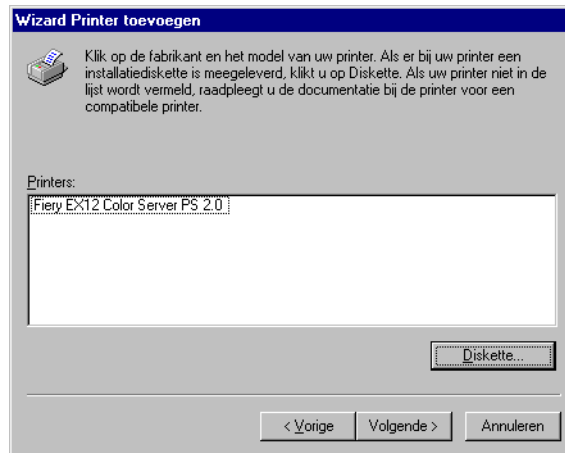 Wizard Printer toevoegen
Klik op de fabrikant en het model van uw printer. Als er bij uw printer een
installatiediskette is meegeleverd, klikt u op Diskette. Als uw printer niet in de
lijst wordt vermeld, raadpleegt u de documentatie bij de printer voor een
compatibele printer.
Printers:
Fiery EX12 Color Server PS 2.0
Diskette...
< Vorige
Volgende >
Annuleren